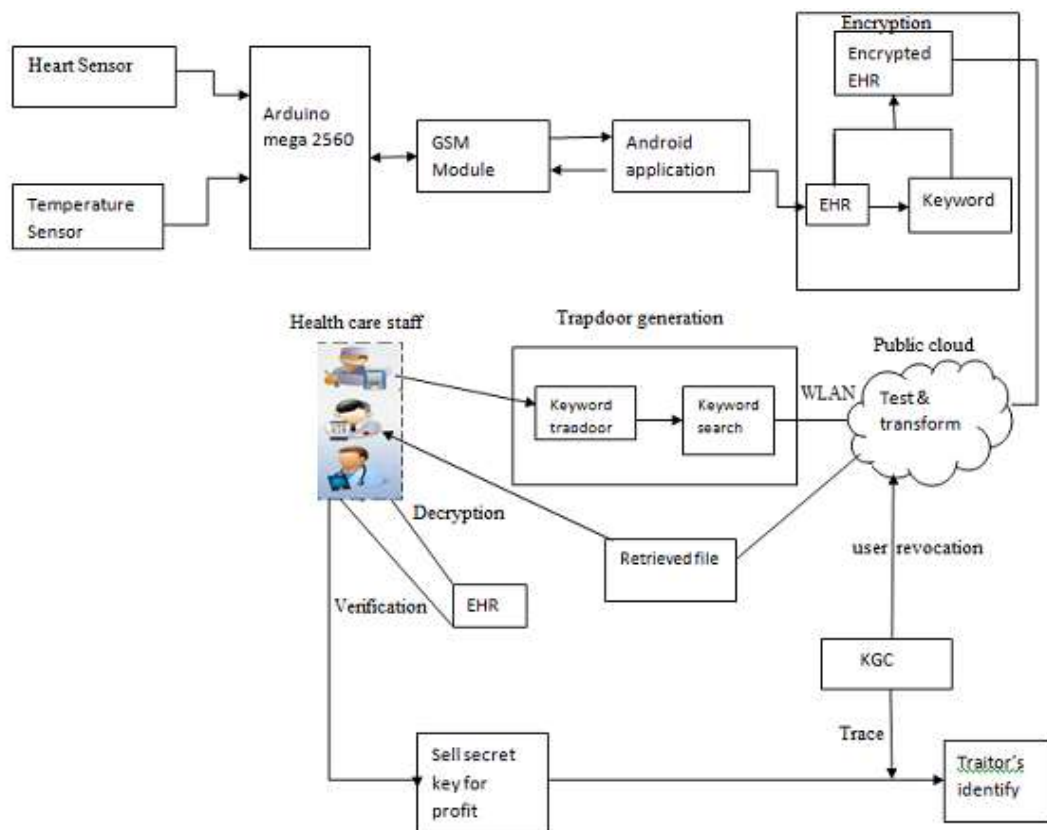 Encryption
Heart Sensor
Encrypted
EHR
Arduino
mega 2560
GSM
Module
Android
application
EHR
Keyword
Temperature
Sensor
Health care staff
Trapdoor generation
Public cloud
WLAN
Test &
transform
Keyword
trapdoor
Keyword
search
Decryption
Retrieved file
user revocation
Verification
EHR
KGC
Trace
Sell secret
key for
profit
Traitor's
identify